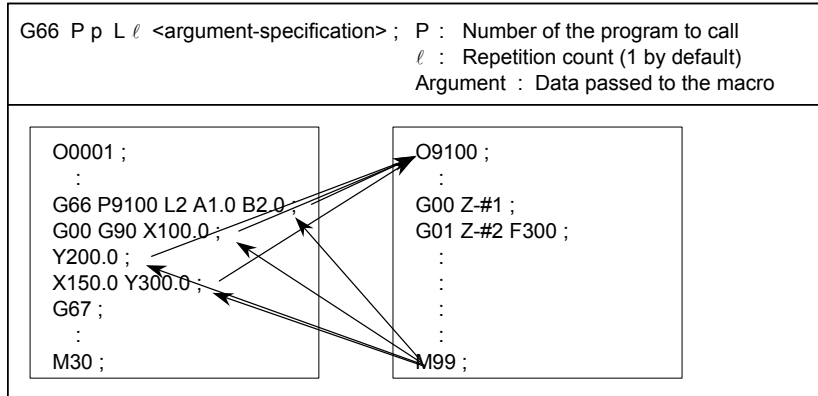 G66 P p L ℓ <argument-specification> ; P : Number of the program to call
ℓ : Repetition count (1 by default)
Argument : Data passed to the macro
O0001 ;
:
G66 P9100 L2 A1.0 B2.0 ;
G00 G90 X100.0 ;
Y200.0 ;
X150.0 Y300.0 ;
G67 ;
:
M30 ;
O9100 ;
:
G00 Z-#1 ;
G01 Z-#2 F300 ;
:
:
:
:
M99 ;